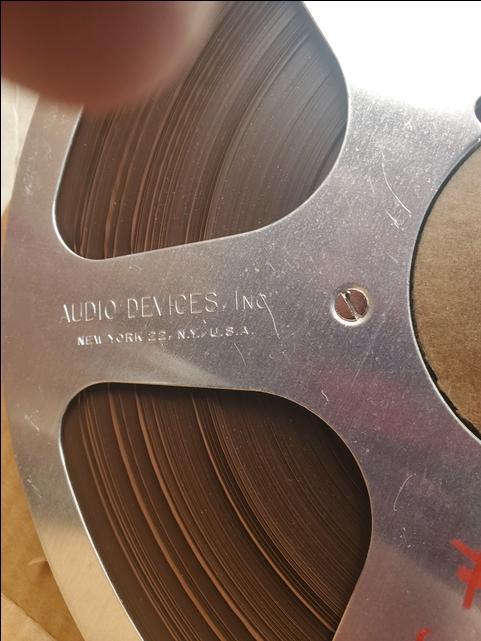 AUDIO DEVICES, INC
NEW YORK 22, N.Y. U.S.A.